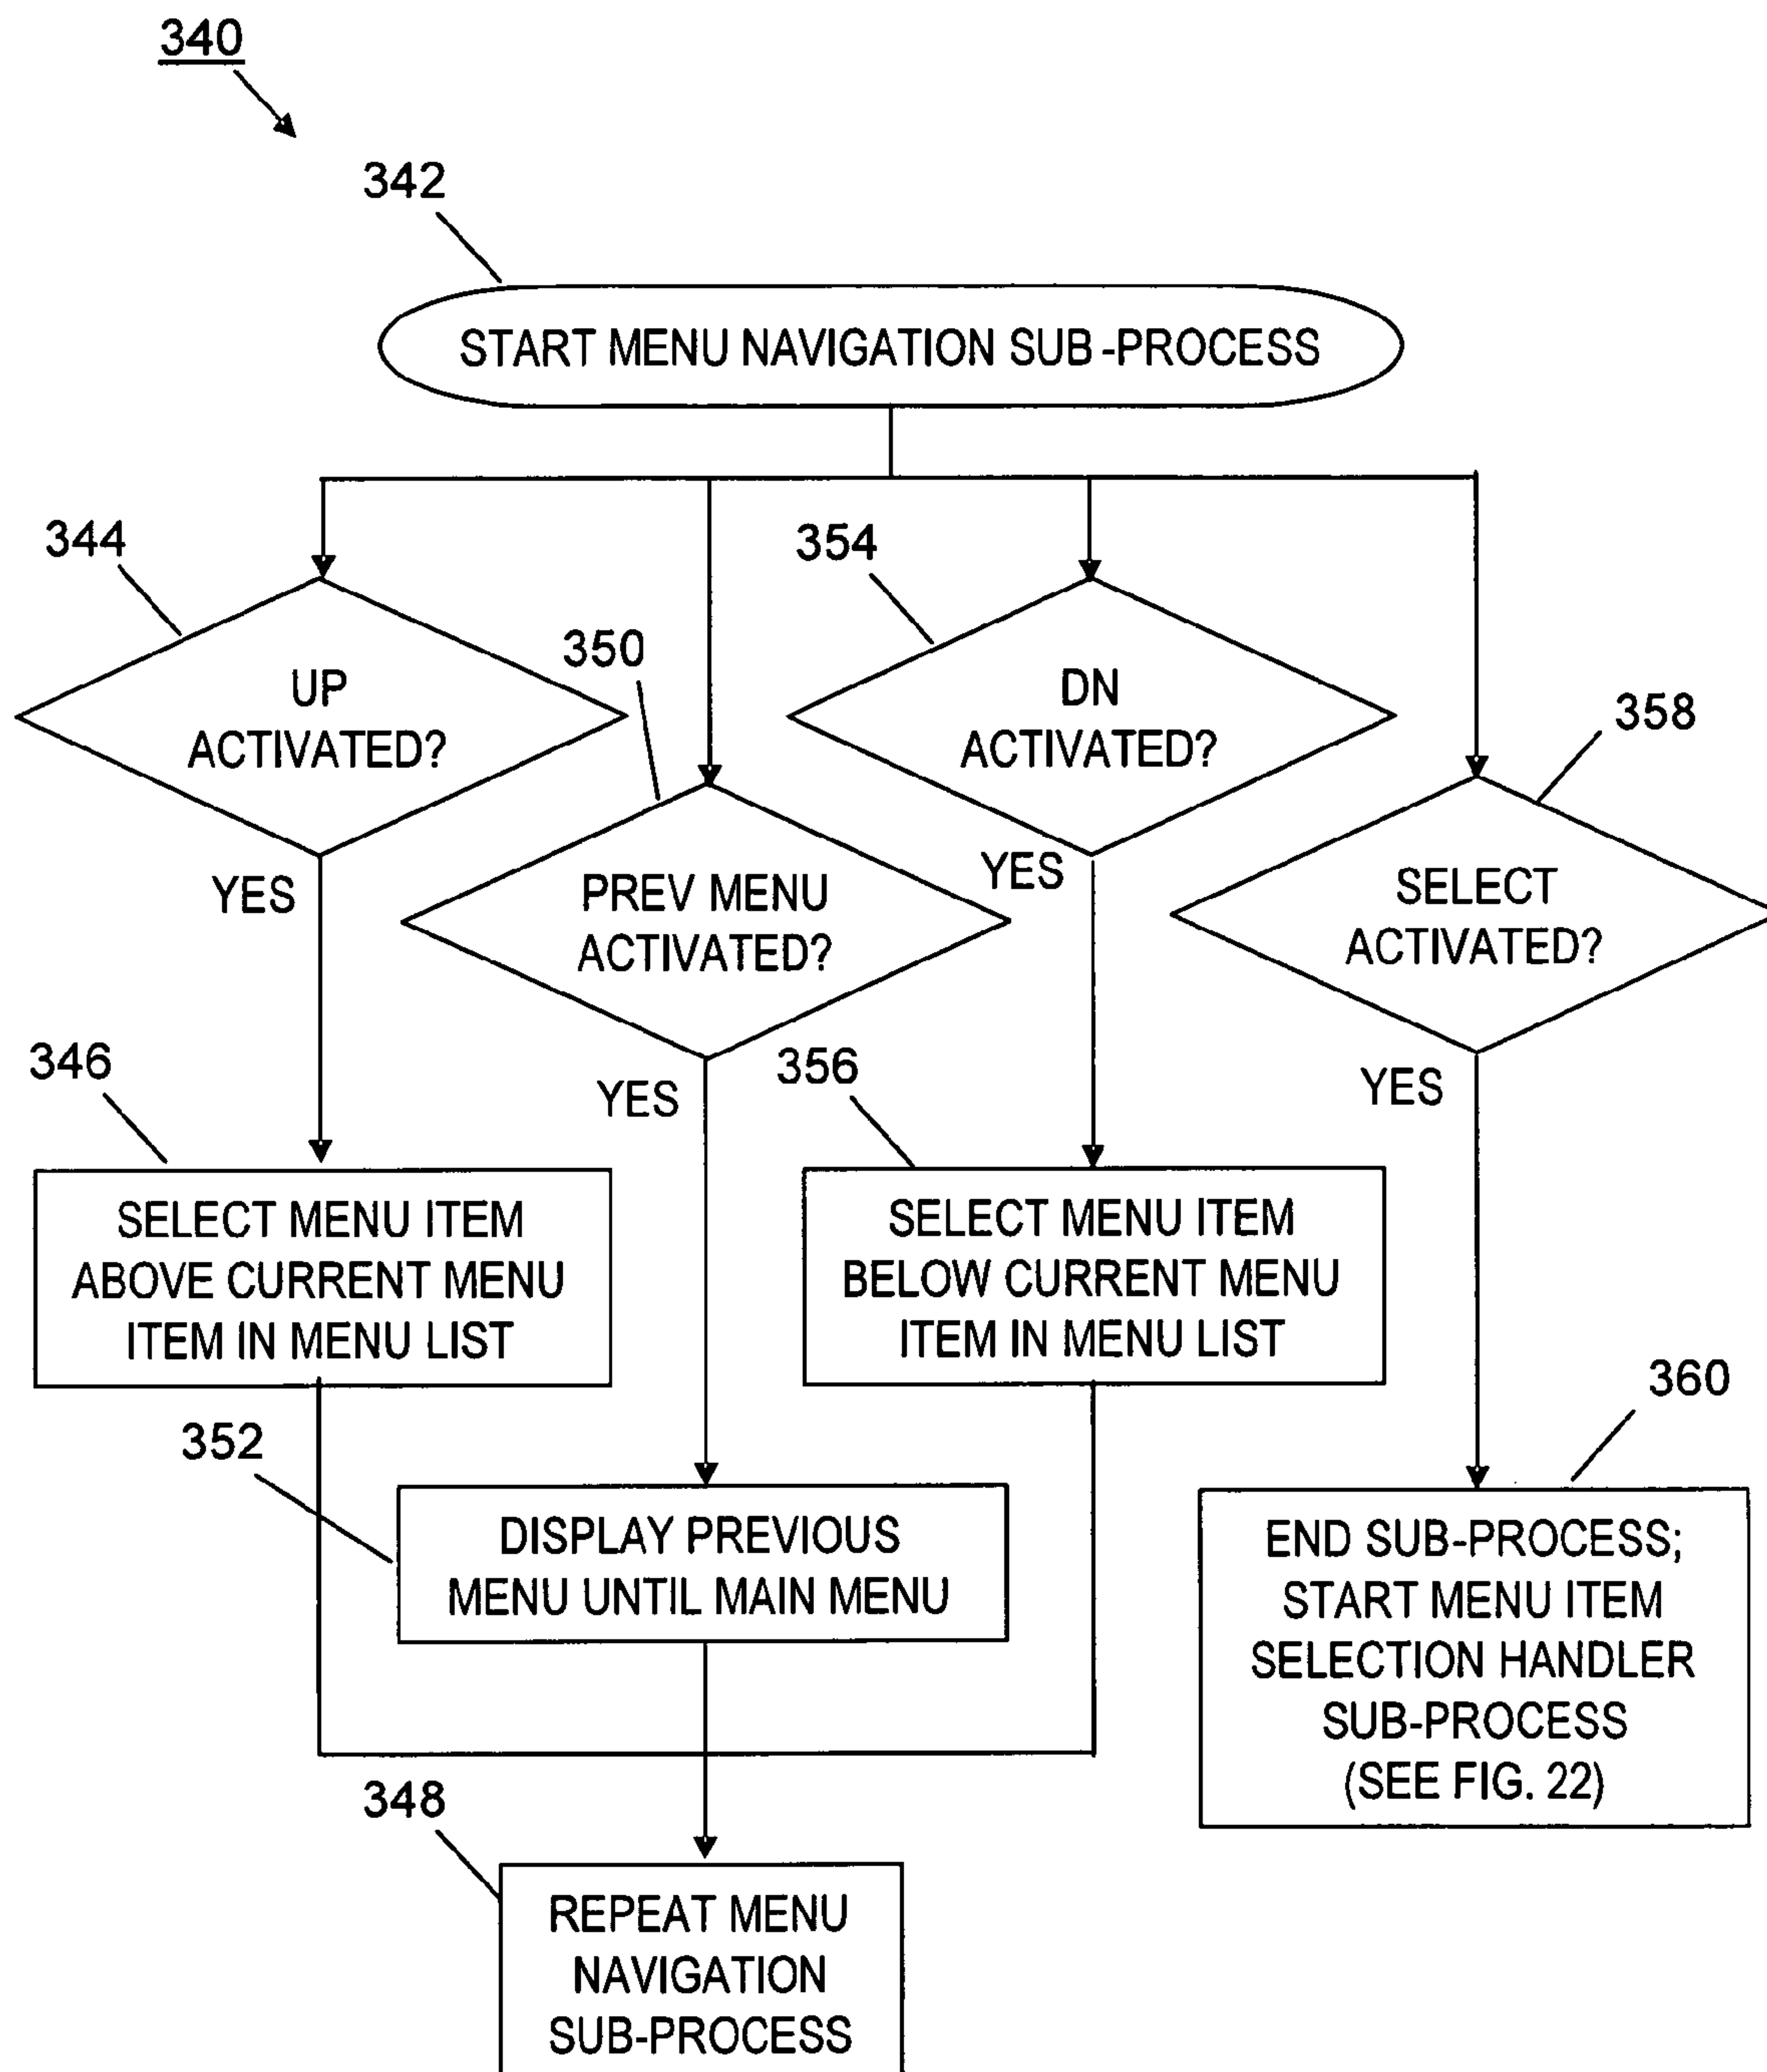 340
342
START MENU NAVIGATION SUB-PROCESS
344
UP
ACTIVATED?
YES
350
PREV MENU
ACTIVATED?
YES
354
DN
ACTIVATED?
YES
358
SELECT
ACTIVATED?
YES
346
SELECT MENU ITEM
ABOVE CURRENT MENU
ITEM IN MENU LIST
352
DISPLAY PREVIOUS
MENU UNTIL MAIN MENU
356
SELECT MENU ITEM
BELOW CURRENT MENU
ITEM IN MENU LIST
360
END SUB-PROCESS;
START MENU ITEM
SELECTION HANDLER
SUB-PROCESS
(SEE FIG. 22)
348
REPEAT MENU
NAVIGATION
SUB-PROCESS